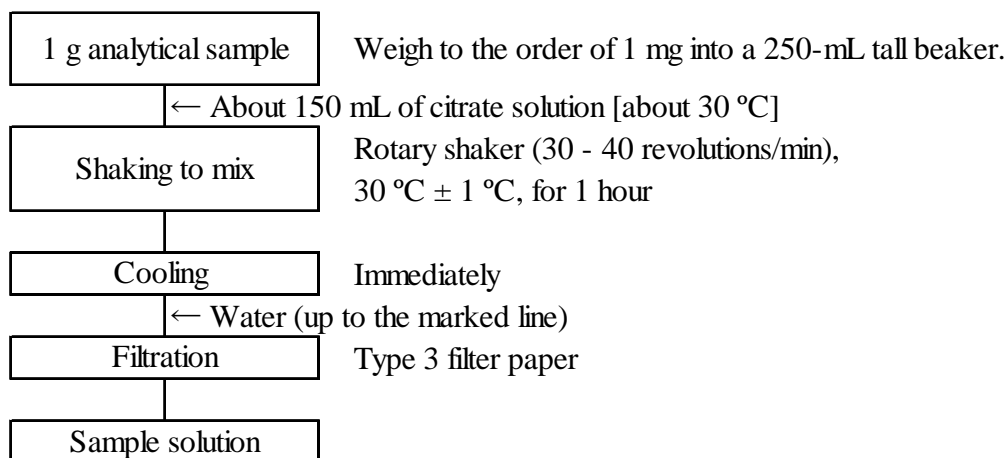 1 g analytical sample
Weigh to the order of 1 mg into a 250-mL tall beaker.
← About 150 mL of citrate solution [about 30 ºC]
Shaking to mix
Rotary shaker (30 - 40 revolutions/min),
30 ºC ± 1 ºC, for 1 hour
Cooling
Immediately
← Water (up to the marked line)
Filtration
Type 3 filter paper
Sample solution